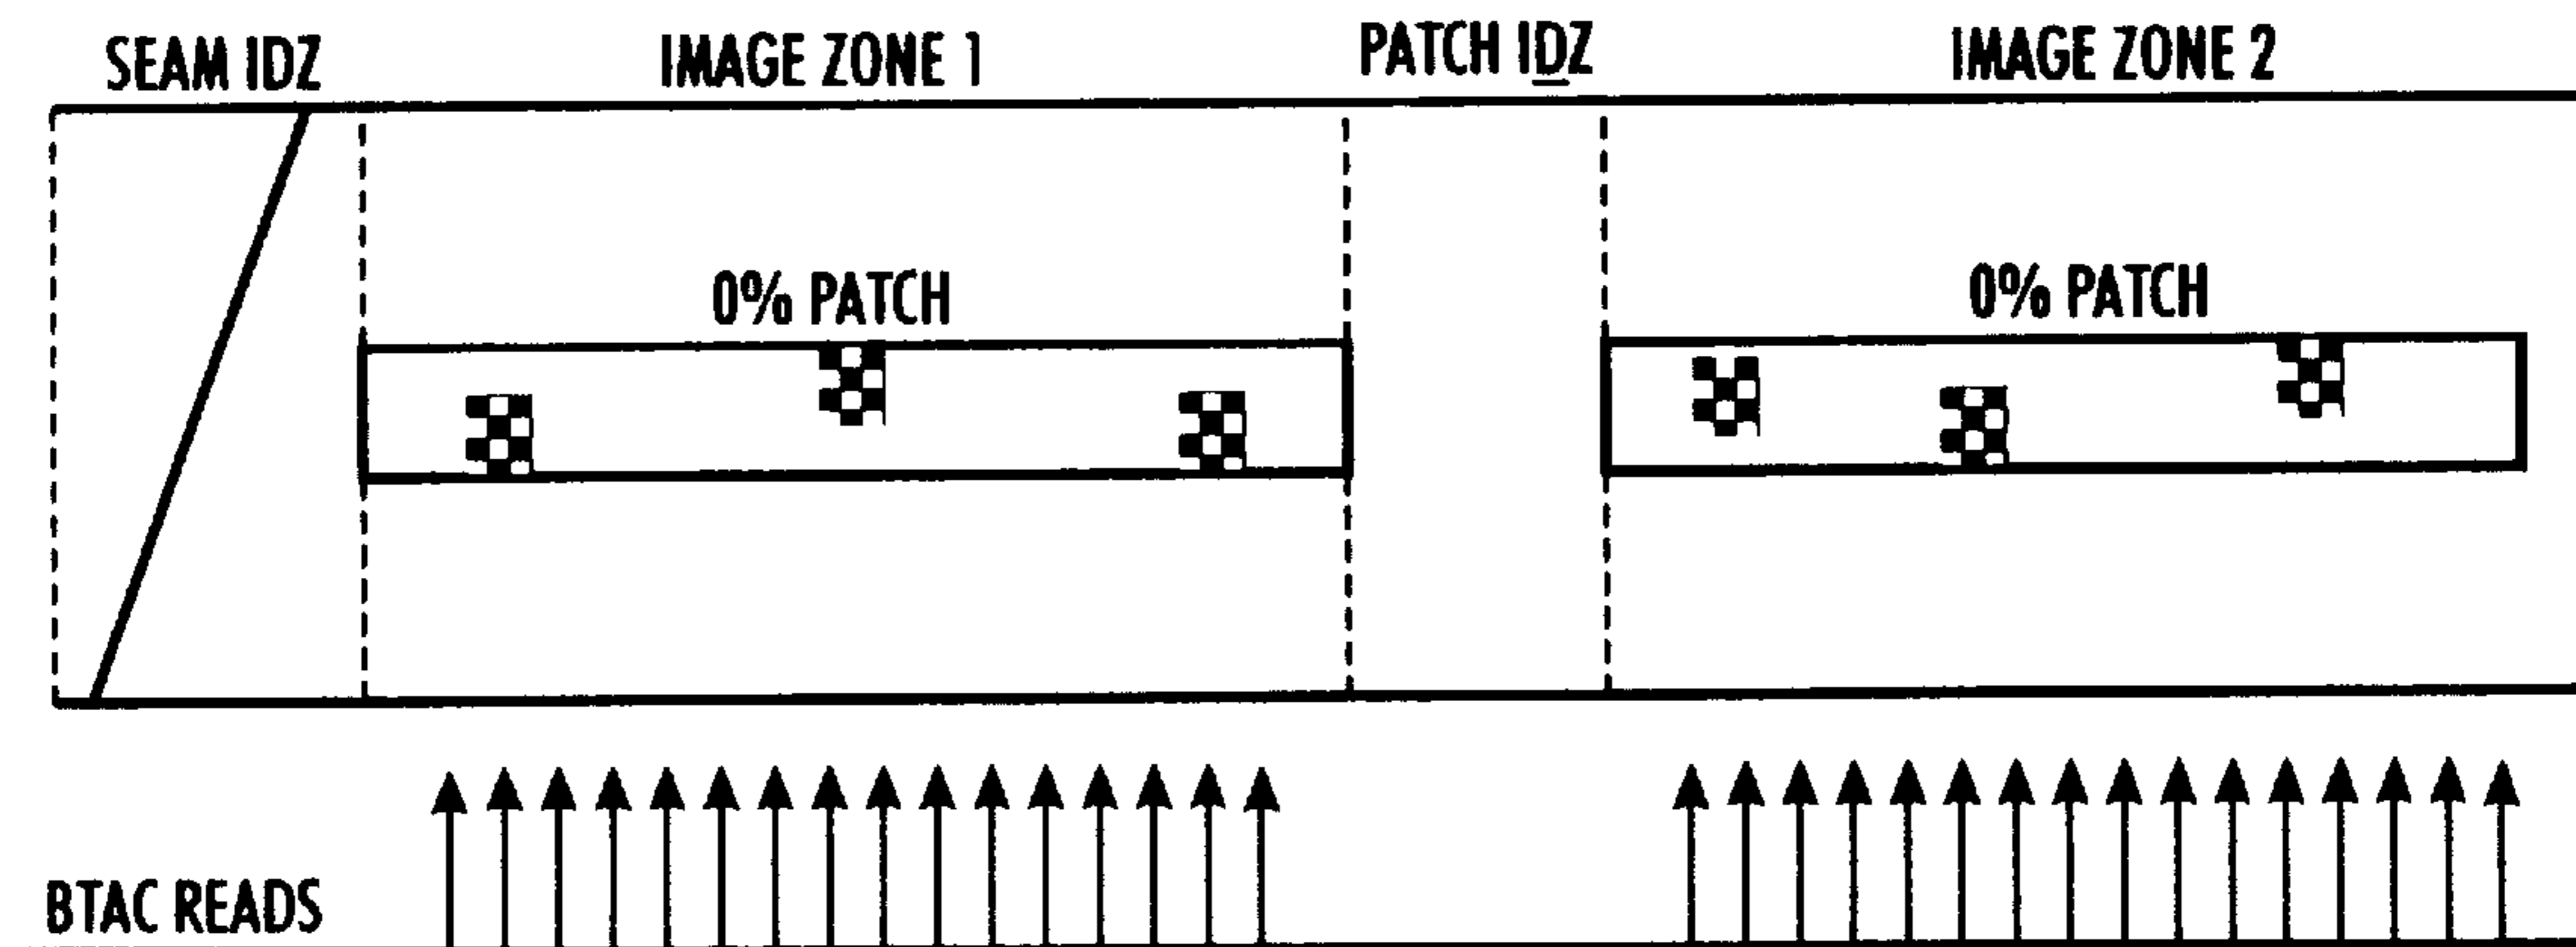 SEAM IDZ
IMAGE ZONE 1
PATCH IDZ
IMAGE ZONE 2
0% PATCH
0% PATCH
BTAC READS